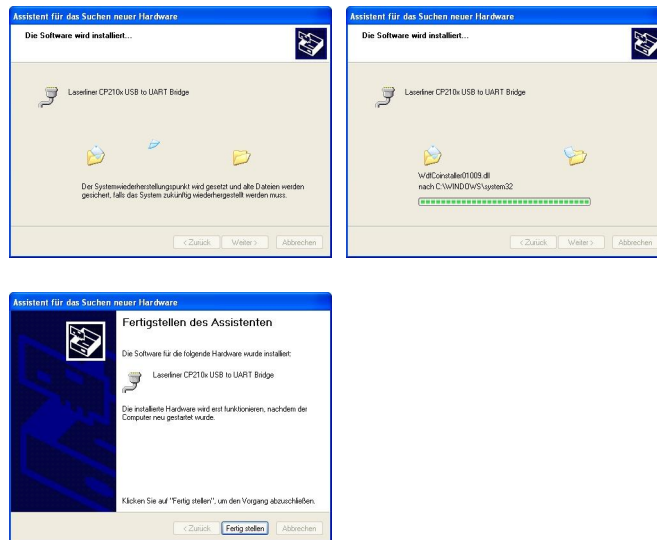 Assistent für das Suchen neuer Hardware
Die Software wird installiert...
Laserliner CP210x USB to UART Bridge
Der Systemwiederherstellungspunkt wird gesetzt und alte Dateien werden
gesichert, falls das System zukünftig wiederhergestellt werden muss.
< Zurück Weiter > Abbrechen
Assistent für das Suchen neuer Hardware
Die Software wird installiert...
Laserliner CP210x USB to UART Bridge
WdfCoinstaller01009.dll
nach C:\WINDOWS\system32
< Zurück Weiter > Abbrechen
Assistent für das Suchen neuer Hardware
Fertigstellen des Assistenten
Die Software für die folgende Hardware wurde installiert:
Laserliner CP210x USB to UART Bridge
Die installierte Hardware wird erst funktionieren, nachdem der
Computer neu gestartet wurde.
Klicken Sie auf "Fertig stellen", um den Vorgang abzuschließen.
< Zurück Fertig stellen Abbrechen